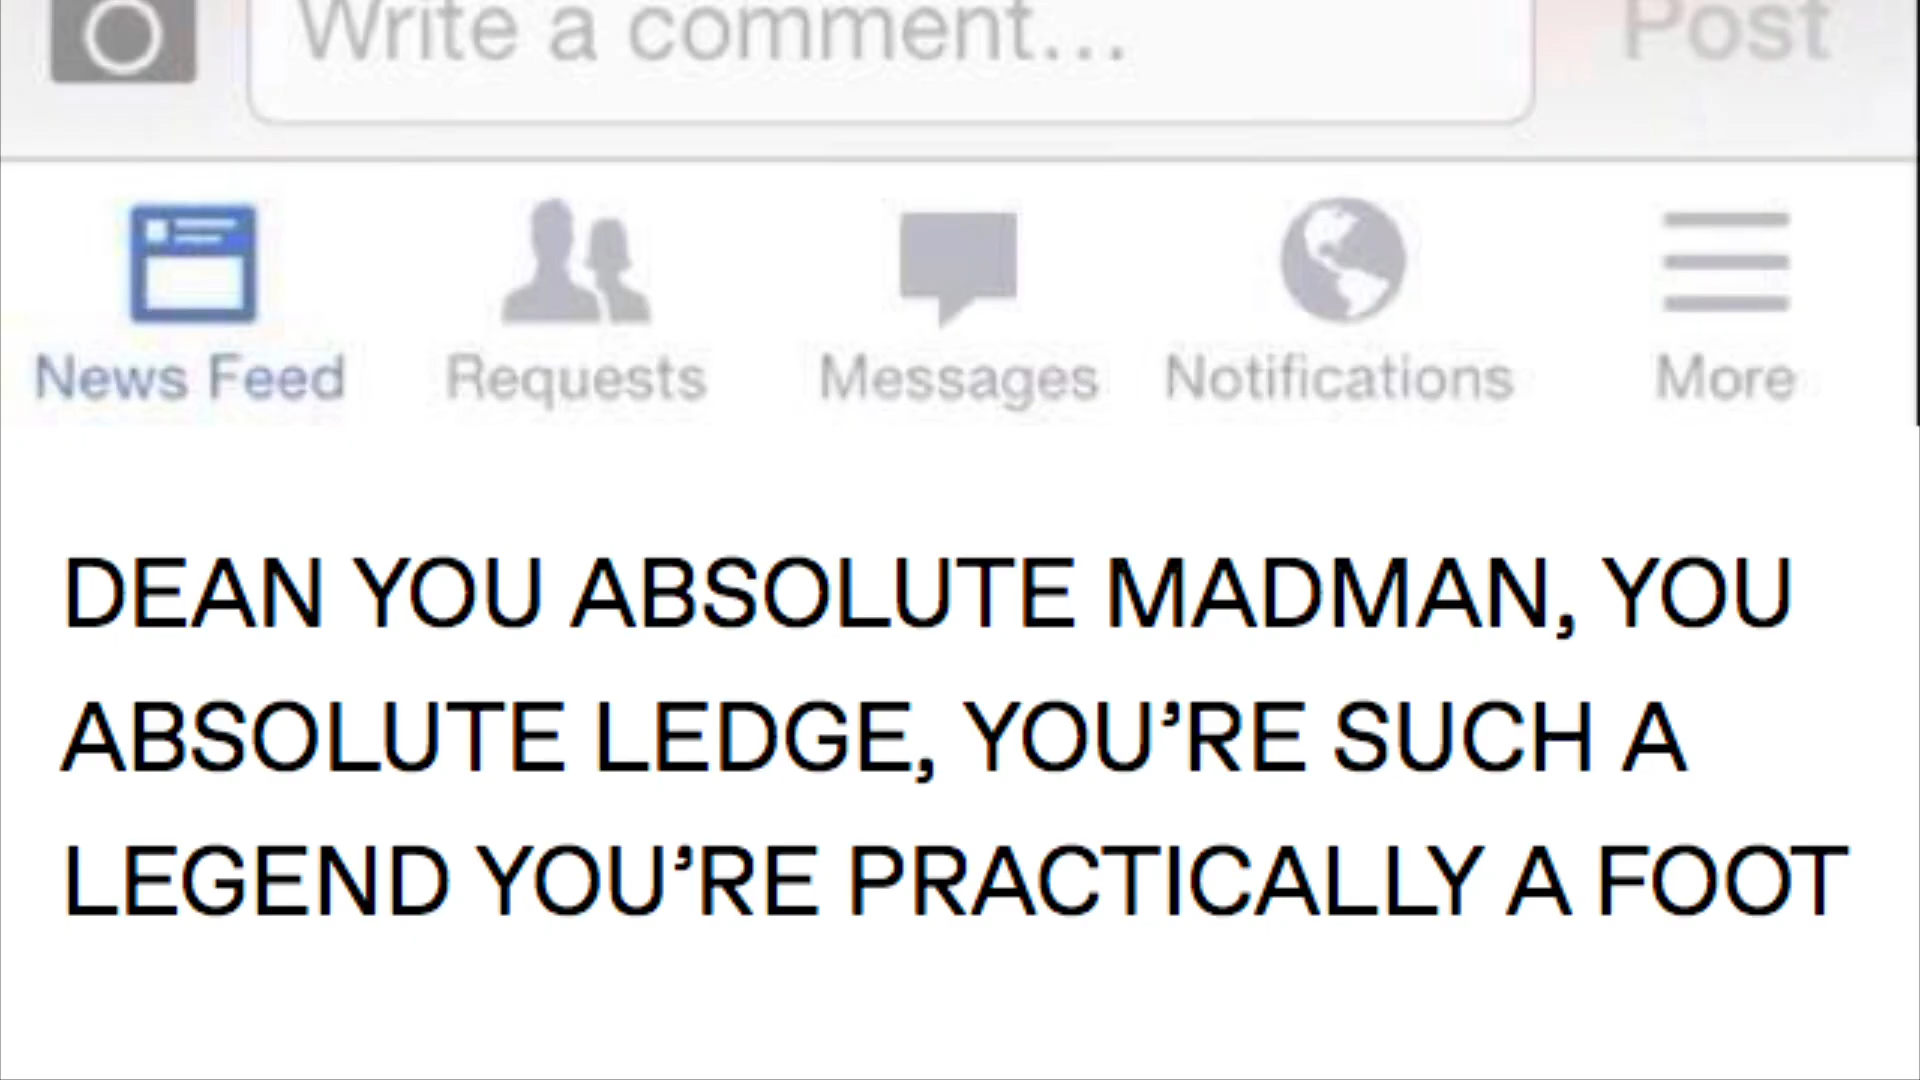 Write a comment...
Post
News Feed
Requests
Messages
Notifications
More
DEAN YOU ABSOLUTE MADMAN, YOU
ABSOLUTE LEDGE, YOU’RE SUCH A
LEGEND YOU’RE PRACTICALLY A FOOT